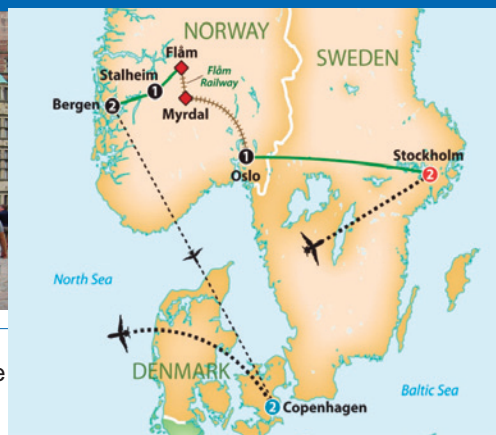 NORWAY
SWEDEN
Flåm
Flåm
Railway
Stalheim
1
Bergen 2
Myrdal
1
Oslo
Stockholm
2
North Sea
e
DENMARK
Baltic Sea
2 Copenhagen